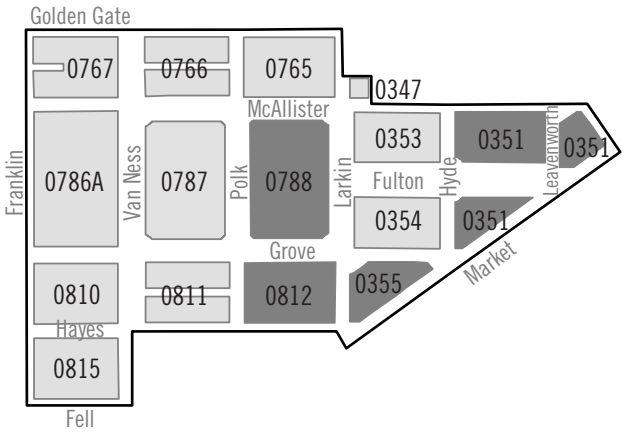 Golden Gate
0767
0766
0765
0347
McAllister
Franklin
0786A
Van Ness
0787
Polk
0788
Larkin
0353
Hyde
0351
Leavenworth
0351
Fulton
0354
0351
Market
Grove
0810
0811
0812
0355
Hayes
0815
Fell